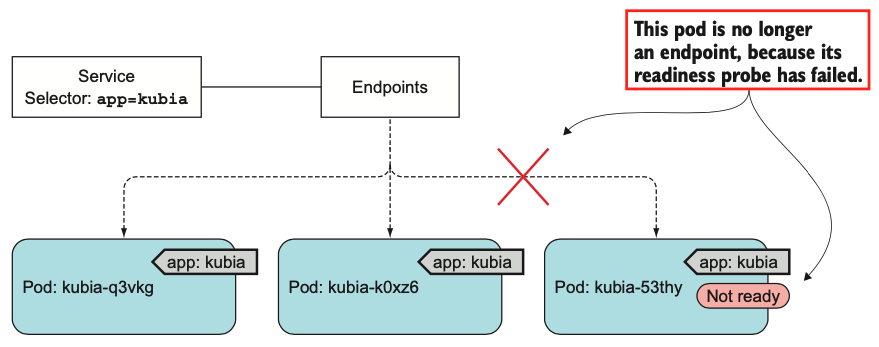 This pod is no longer
an endpoint, because its
readiness probe has failed.
Service
Selector: app=kubia
Endpoints
app: kubia
Pod: kubia-q3vkg
app: kubia
Pod: kubia-k0xz6
app: kubia
Pod: kubia-53thy
Not ready